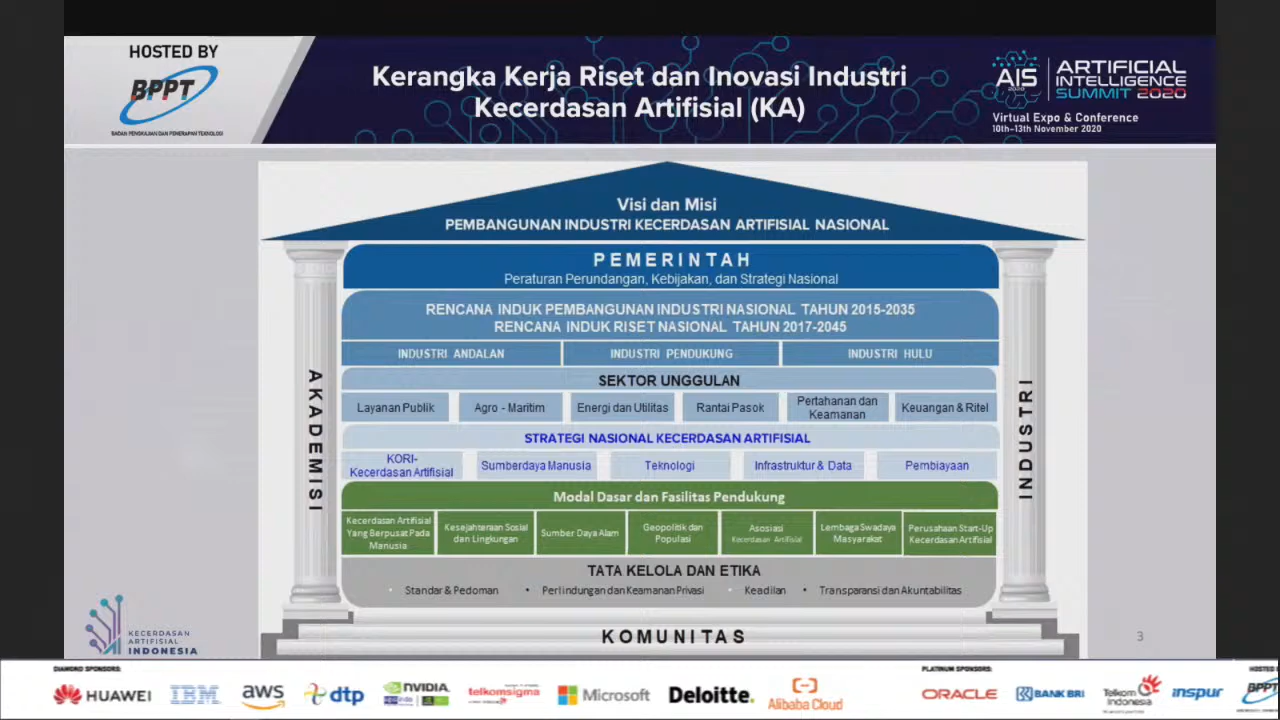 HOSTED BY
BPPT
BADAN PENGKAJIAN DAN PENERAPAN TEKNOLOGI
Kerangka Kerja Riset dan Inovasi Industri
Kecerdasan Artifisial (KA)
AIS
2020
ARTIFICIAL
INTELLIGENCE
SUMMIT 2020
Virtual Expo & Conference
10th-13th November 2020
Visi dan Misi
PEMBANGUNAN INDUSTRI KECERDASAN ARTIFISIAL NASIONAL
PEMERINTAH
Peraturan Perundangan, Kebijakan, dan Strategi Nasional
RENCANA INDUK PEMBANGUNAN INDUSTRI NASIONAL TAHUN 2015-2035
RENCANA INDUK RISET NASIONAL TAHUN 2017-2045
INDUSTRI ANDALAN
INDUSTRI PENDUKUNG
INDUSTRI HULU
SEKTOR UNGGULAN
Layanan Publik
Agro - Maritim
Energi dan Utilitas
Rantai Pasok
Pertahanan dan
Keamanan
Keuangan & Ritel
STRATEGI NASIONAL KECERDASAN ARTIFISIAL
KORI-
Kecerdasan Artifisial
Sumberdaya Manusia
Teknologi
Infrastruktur & Data
Pembiayaan
Modal Dasar dan Fasilitas Pendukung
Kecerdasan Artifisial
Yang Berpusat Pada
Manusia
Kesejahteraan Sosial
dan Lingkungan
Sumber Daya Alam
Geopolitik dan
Populasi
Asosiasi
Kecerdasan Artifisial
Lembaga Swadaya
Masyarakat
Perusahaan Start-Up
Kecerdasan Artifisial
TATA KELOLA DAN ETIKA
• Standar & Pedoman • Perlindungan dan Keamanan Privasi • Keadilan • Transparansi dan Akuntabilitas
AKADEMISI
INDUSTRI
KOMUNITAS
KECERDASAN
ARTIFISIAL
INDONESIA
3
DIAMOND SPONSORS:
HUAWEI
IBM
aws
dtp
NVIDIA
telkomsigma
Microsoft
Deloitte.
Alibaba Cloud
PLATINUM SPONSORS:
ORACLE
BANK BRI
Telkom
Indonesia
inspur
HOSTED B
BPP